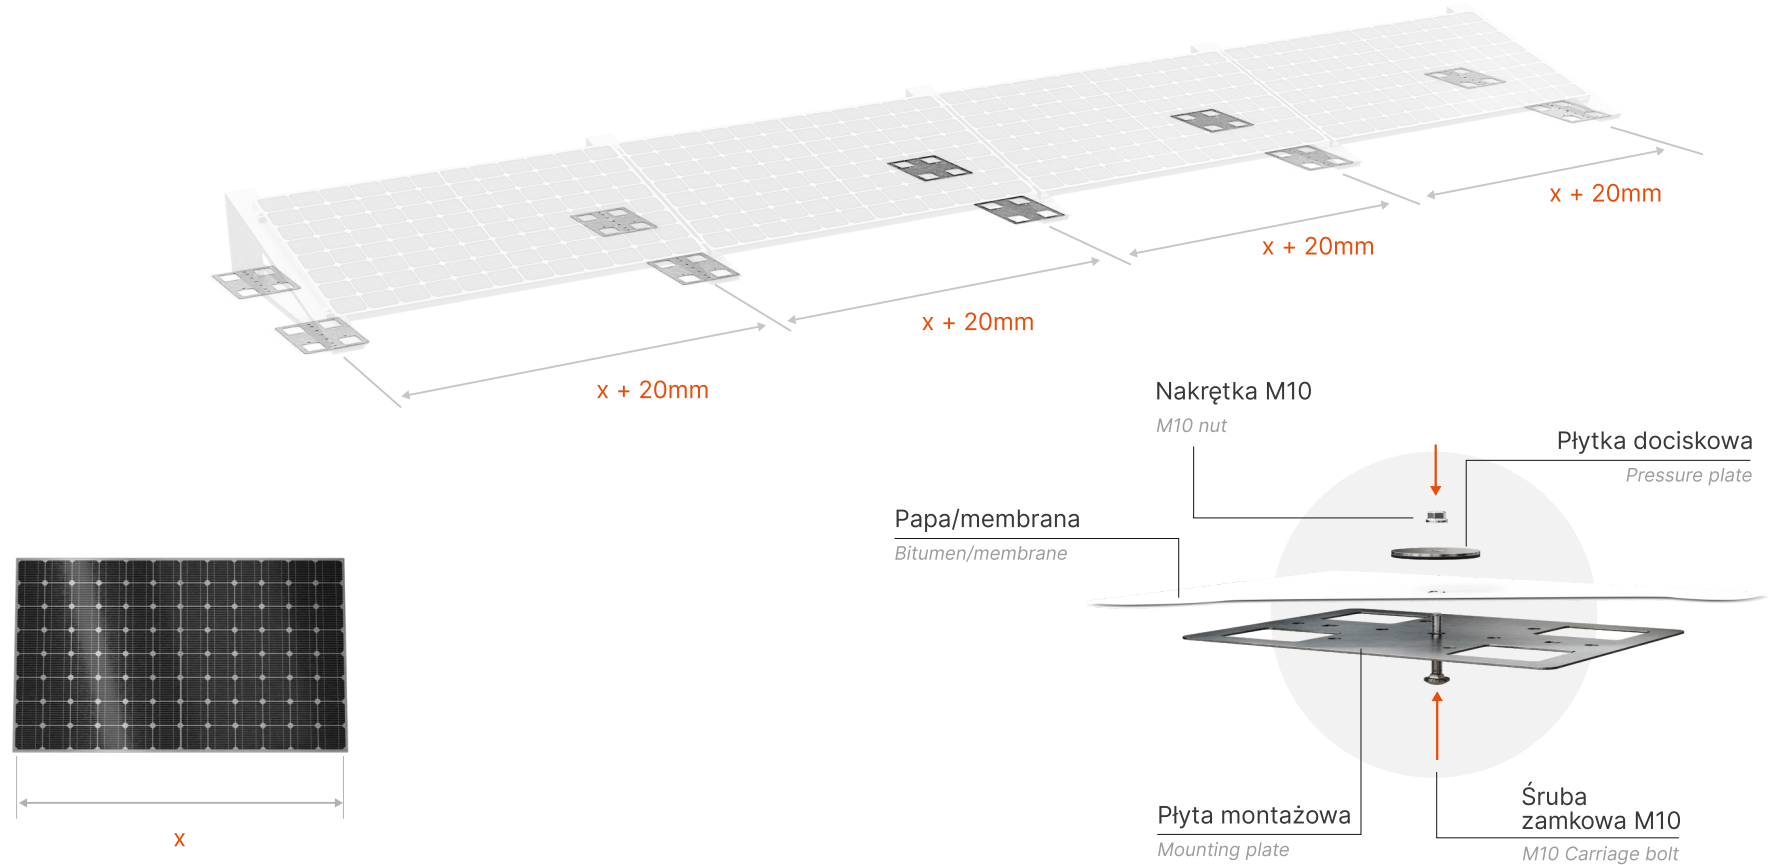 x + 20mm
x + 20mm
x + 20mm
x + 20mm
Nakrętka M10
M10 nut
Płytka dociskowa
Pressure plate
Papa/membrana
Bitumen/membrane
Płyta montażowa
Mounting plate
Śruba
zamkowa M10
M10 Carriage bolt
x